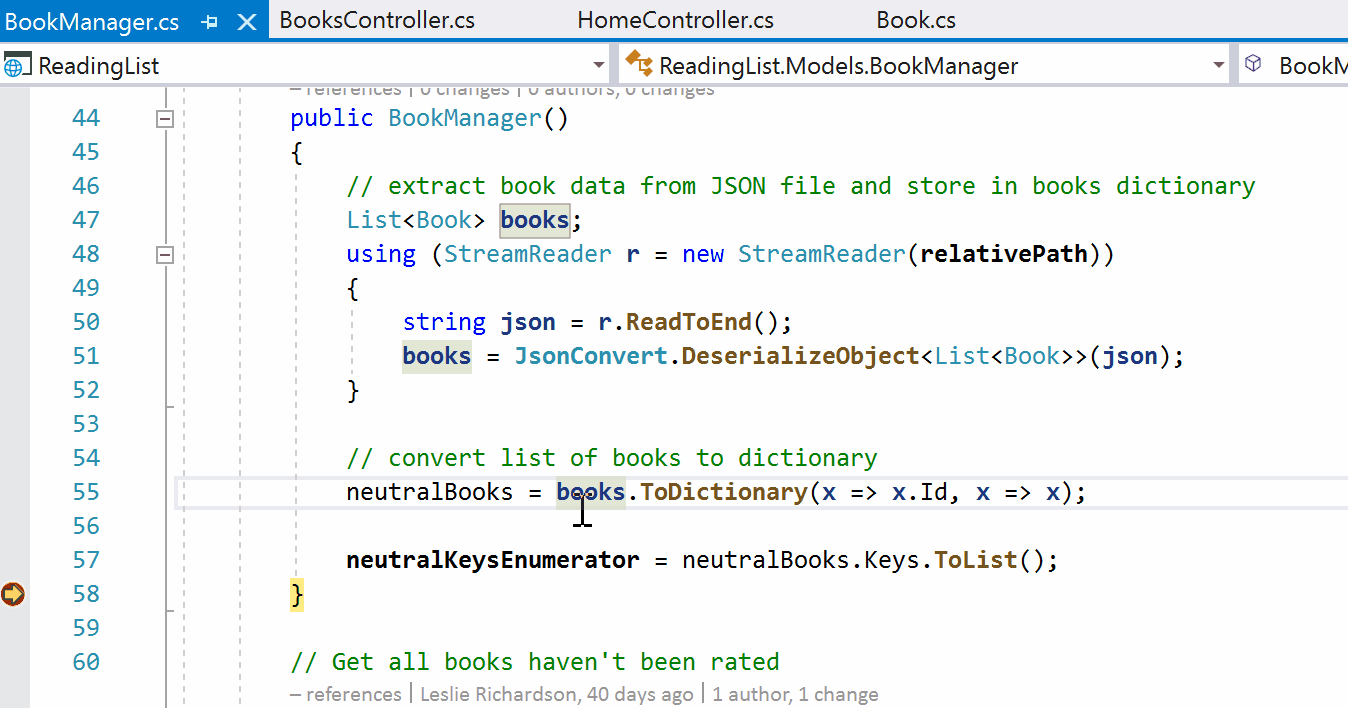 BookManager.cs BooksController.cs HomeController.cs Book.cs
ReadingList ReadingList.Models.BookManager BookM
– references | 0 changes | 0 authors, 0 changes
44 public BookManager()
45 {
46 // extract book data from JSON file and store in books dictionary
47 List<Book> books;
48 using (StreamReader r = new StreamReader(relativePath))
49 {
50 string json = r.ReadToEnd();
51 books = JsonConvert.DeserializeObject<List<Book>>(json);
52 }
53
54 // convert list of books to dictionary
55 neutralBooks = books.ToDictionary(x => x.Id, x => x);
56
57 neutralKeysEnumerator = neutralBooks.Keys.ToList();
58 }
59
60 // Get all books haven't been rated
– references | Leslie Richardson, 40 days ago | 1 author, 1 change